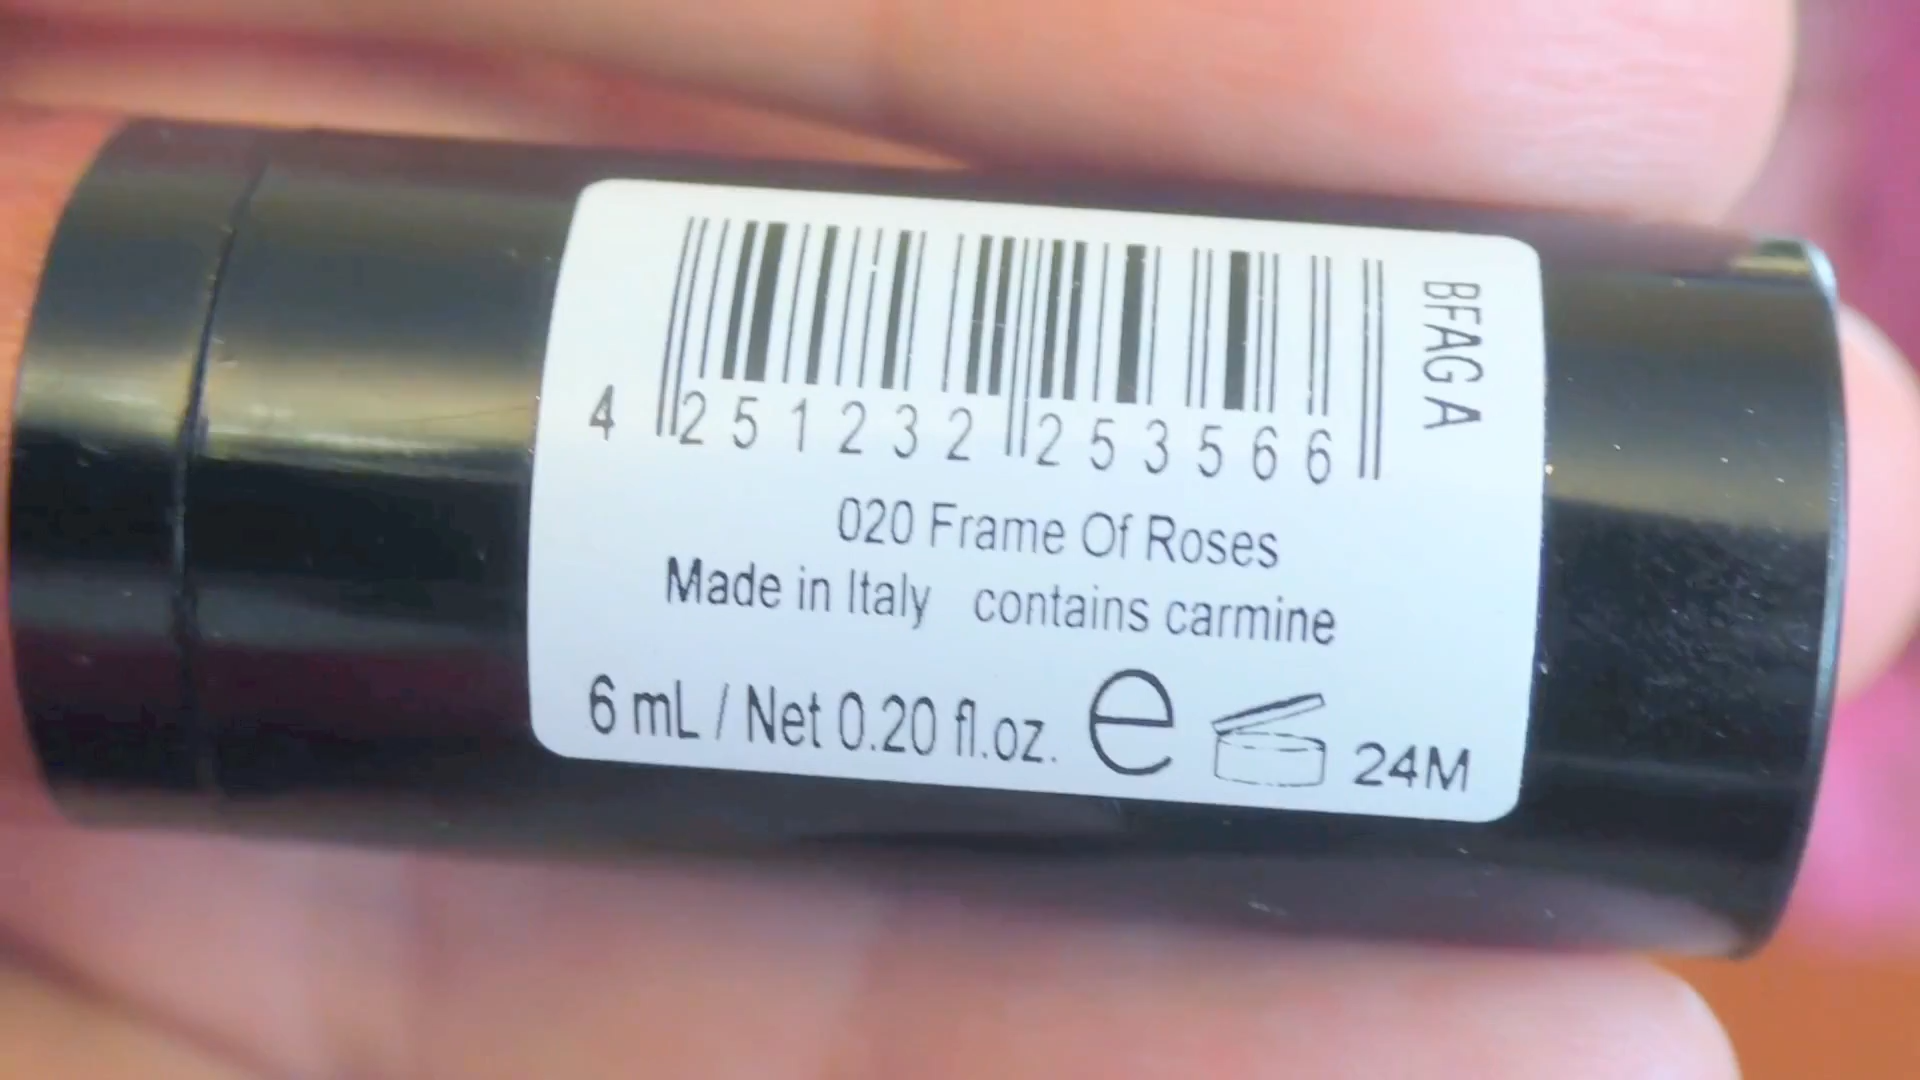 4 251232 253566
BFAG A
020 Frame Of Roses
Made in Italy contains carmine
6 mL / Net 0.20 fl.oz. e 24M